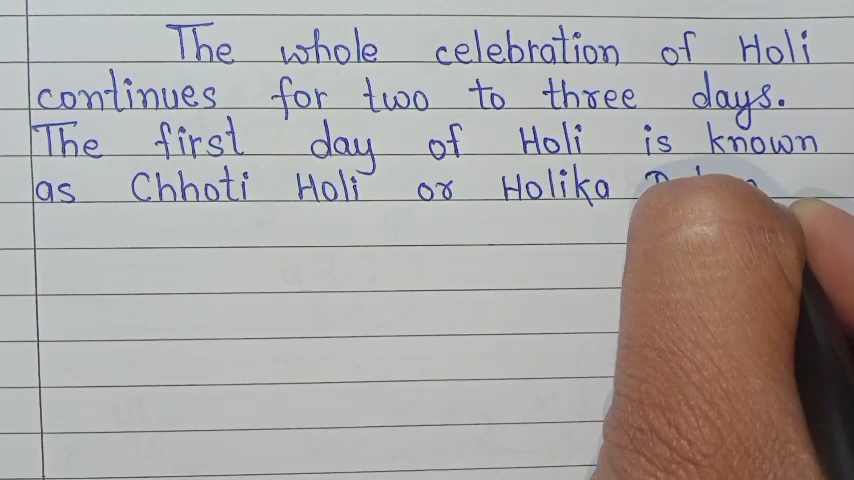 The whole celebration of Holi
continues for two to three days.
The first day of Holi is known
as Chhoti Holi or Holika